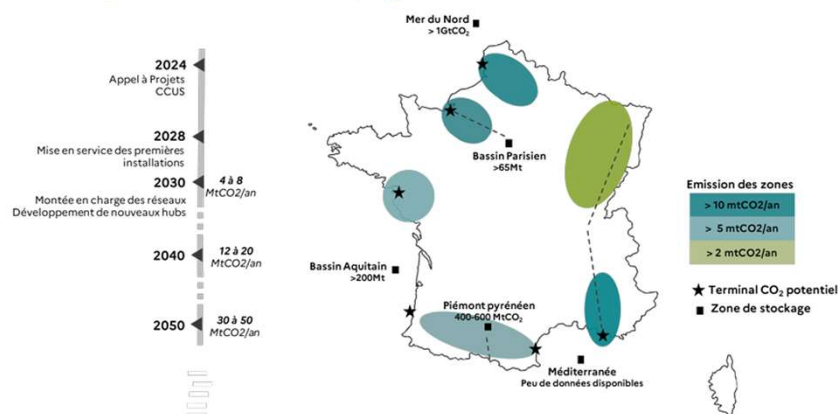 Mer du Nord
> 1GtCO₂
2024
Appel à Projets
CCUS
2028
Mise en service des premières
installations
2030
4 à 8
MtCO2/an
Montée en charge des réseaux
Développement de nouveaux hubs
2040
12 à 20
MtCO2/an
2050
30 à 50
MtCO2/an
Bassin Parisien
>65Mt
Bassin Aquitain
>200Mt
Piémont pyrénéen
400-600 MtCO₂
Méditerranée
Peu de données disponibles
Emission des zones
> 10 mtCO2/an
> 5 mtCO2/an
> 2 mtCO2/an
Terminal CO₂ potentiel
Zone de stockage